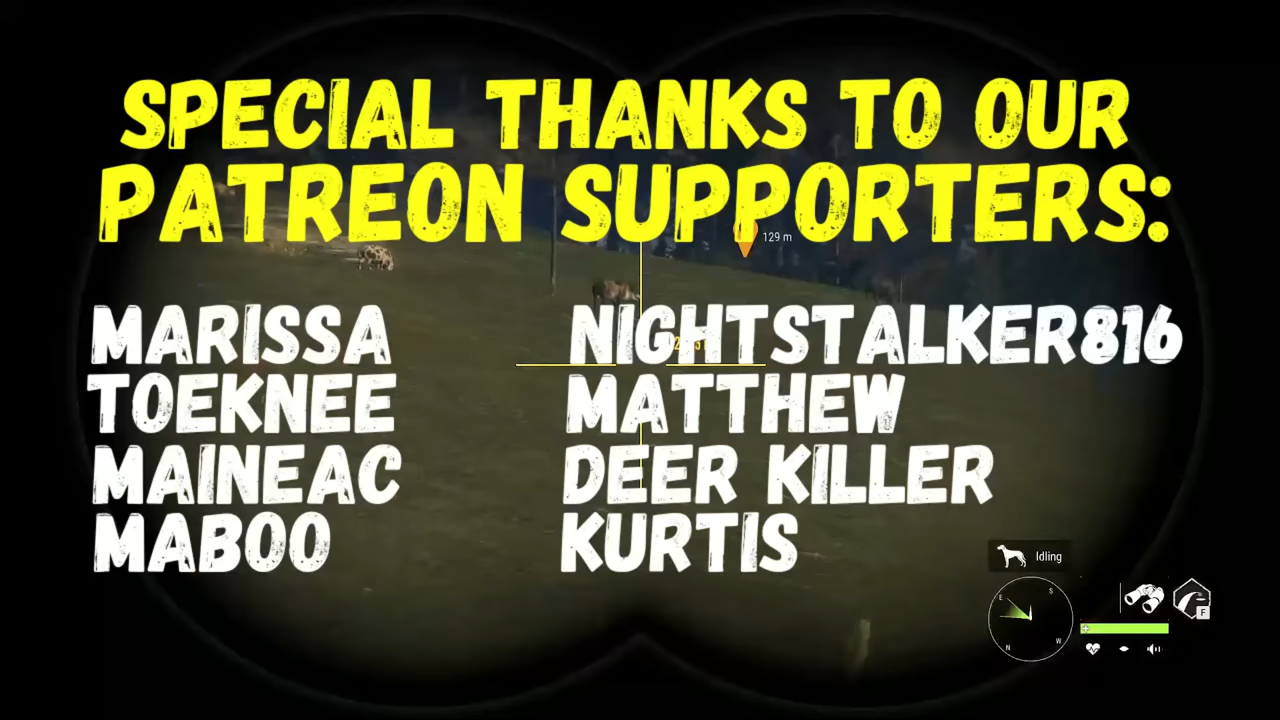 SPECIAL THANKS TO OUR
PATREON SUPPORTERS:
129 m
MARISSA
TOEKNEE
MAINEAC
MABOO
NIGHTSTALKER816
MATTHEW
DEER KILLER
KURTIS
Idling
E
S
N
W
F